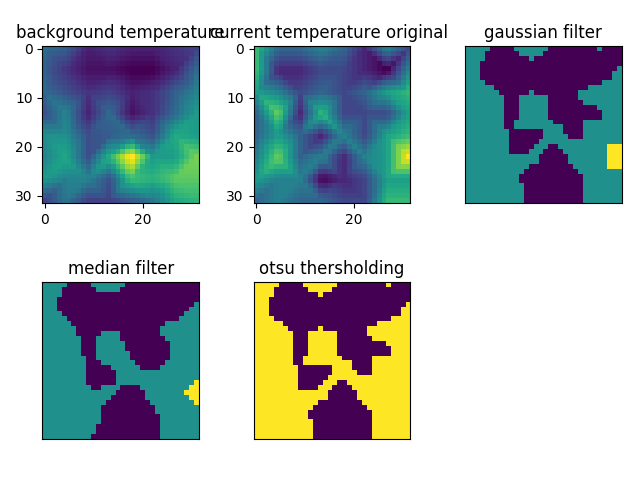 background temperature
current temperature original
gaussian filter
0
10
20
30
0
20
0
10
20
30
0
20
median filter
otsu thersholding